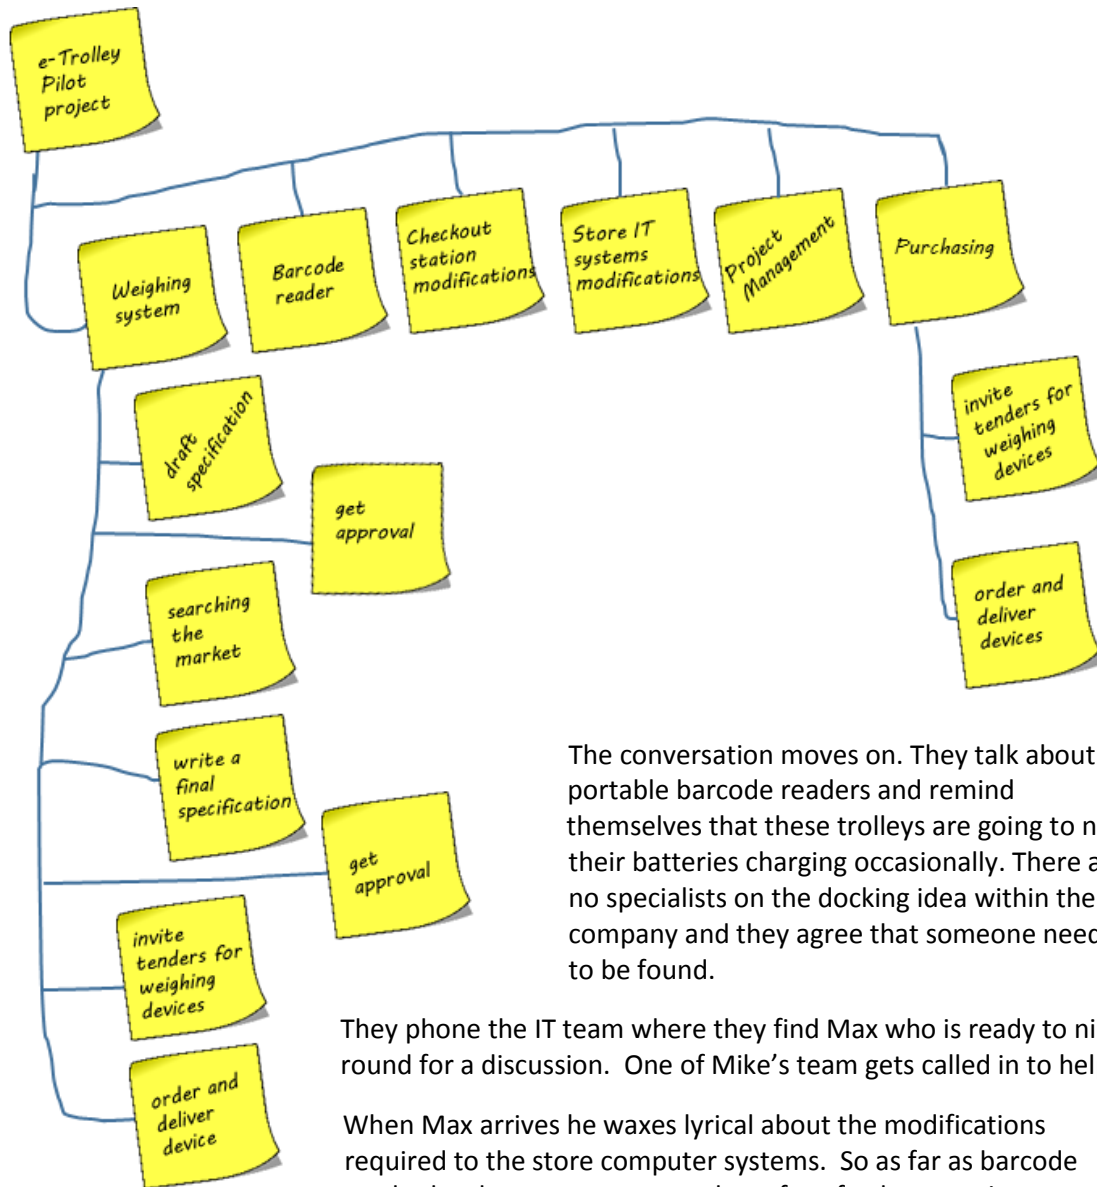 e-Trolley
Pilot
project
Weighing
system
Barcode
reader
Checkout
station
modifications
Store IT
systems
modifications
Project
Management
Purchasing
draft
specification
get
approval
searching
the
market
write a
final
specification
get
approval
invite
tenders for
weighing
devices
order and
deliver
device
invite
tenders for
weighing
devices
order and
deliver
devices
The conversation moves on. They talk about
portable barcode readers and remind
themselves that these trolleys are going to
their batteries charging occasionally. There
no specialists on the docking idea within the
company and they agree that someone
to be found.
They phone the IT team where they find Max who is ready to
round for a discussion. One of Mike's team gets called in to
When Max arrives he waxes lyrical about the modifications
required to the store computer systems. So as far as barcode